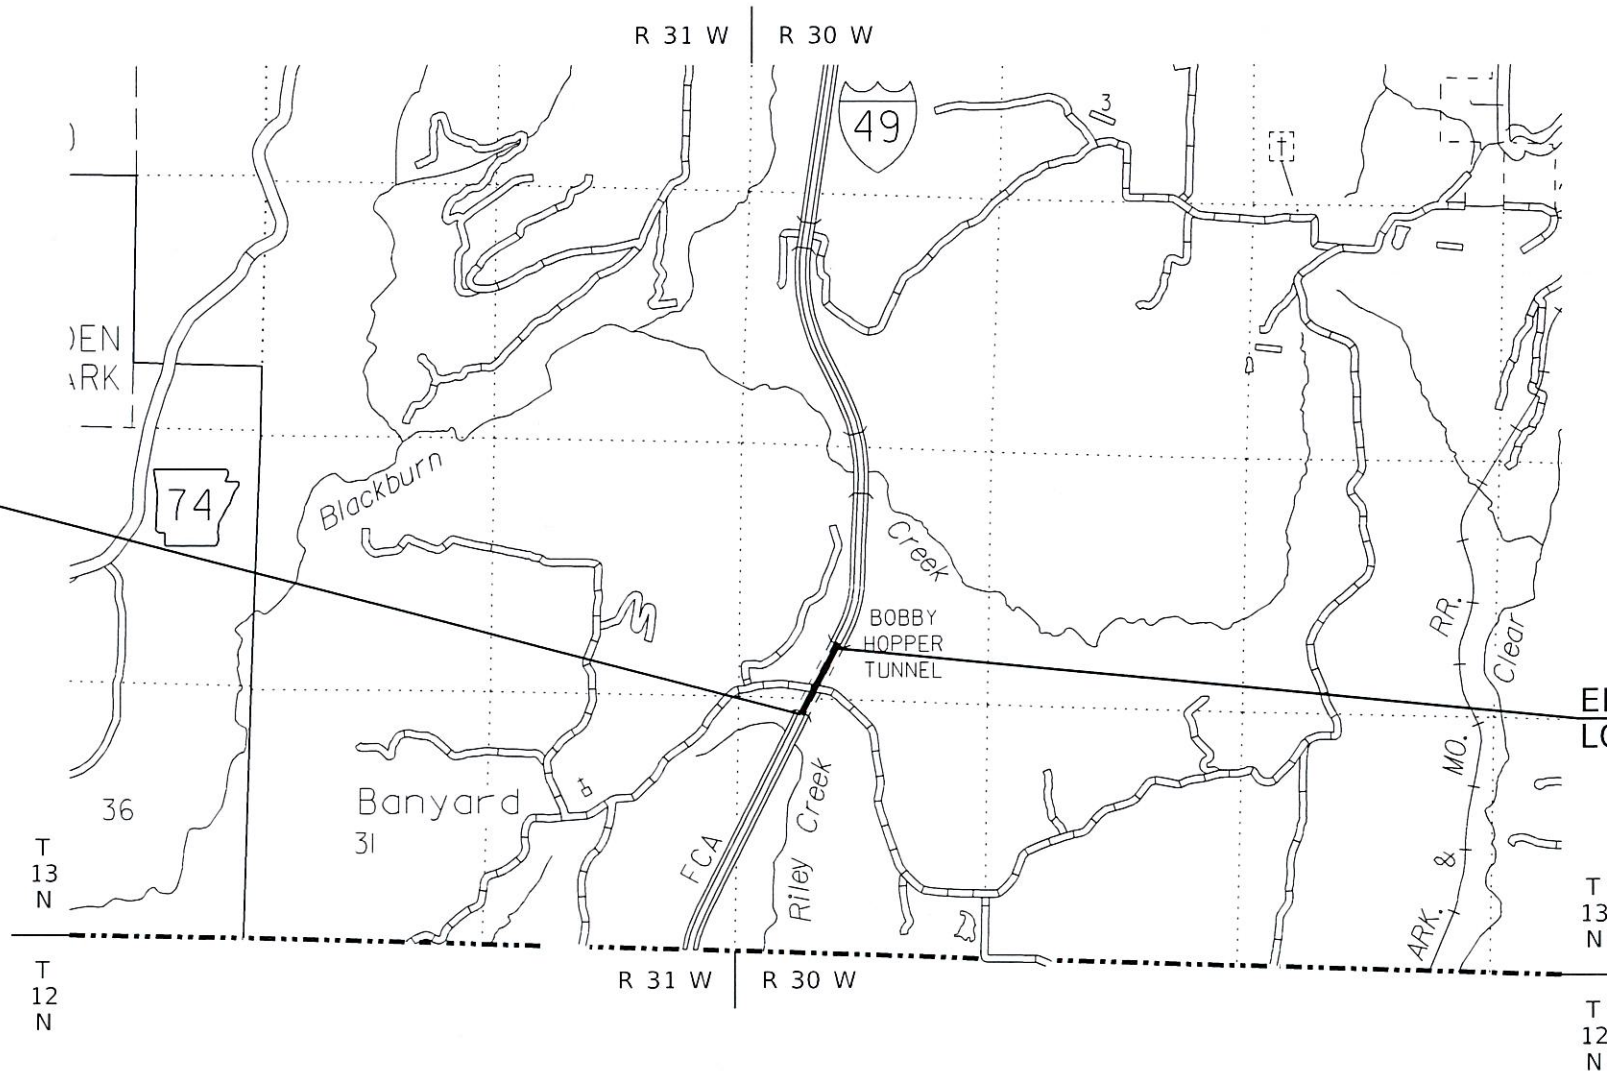 R 31 W
R 30 W
49
3
DEN
ARK
74
Blackburn
Creek
BOBBY
HOPPER
TUNNEL
RR.
Clear
MO.
&
ARK.
Banyard
31
36
FCA
Riley Creek
T
13
N
T
13
N
R 31 W
R 30 W
T
12
N
T
12
N